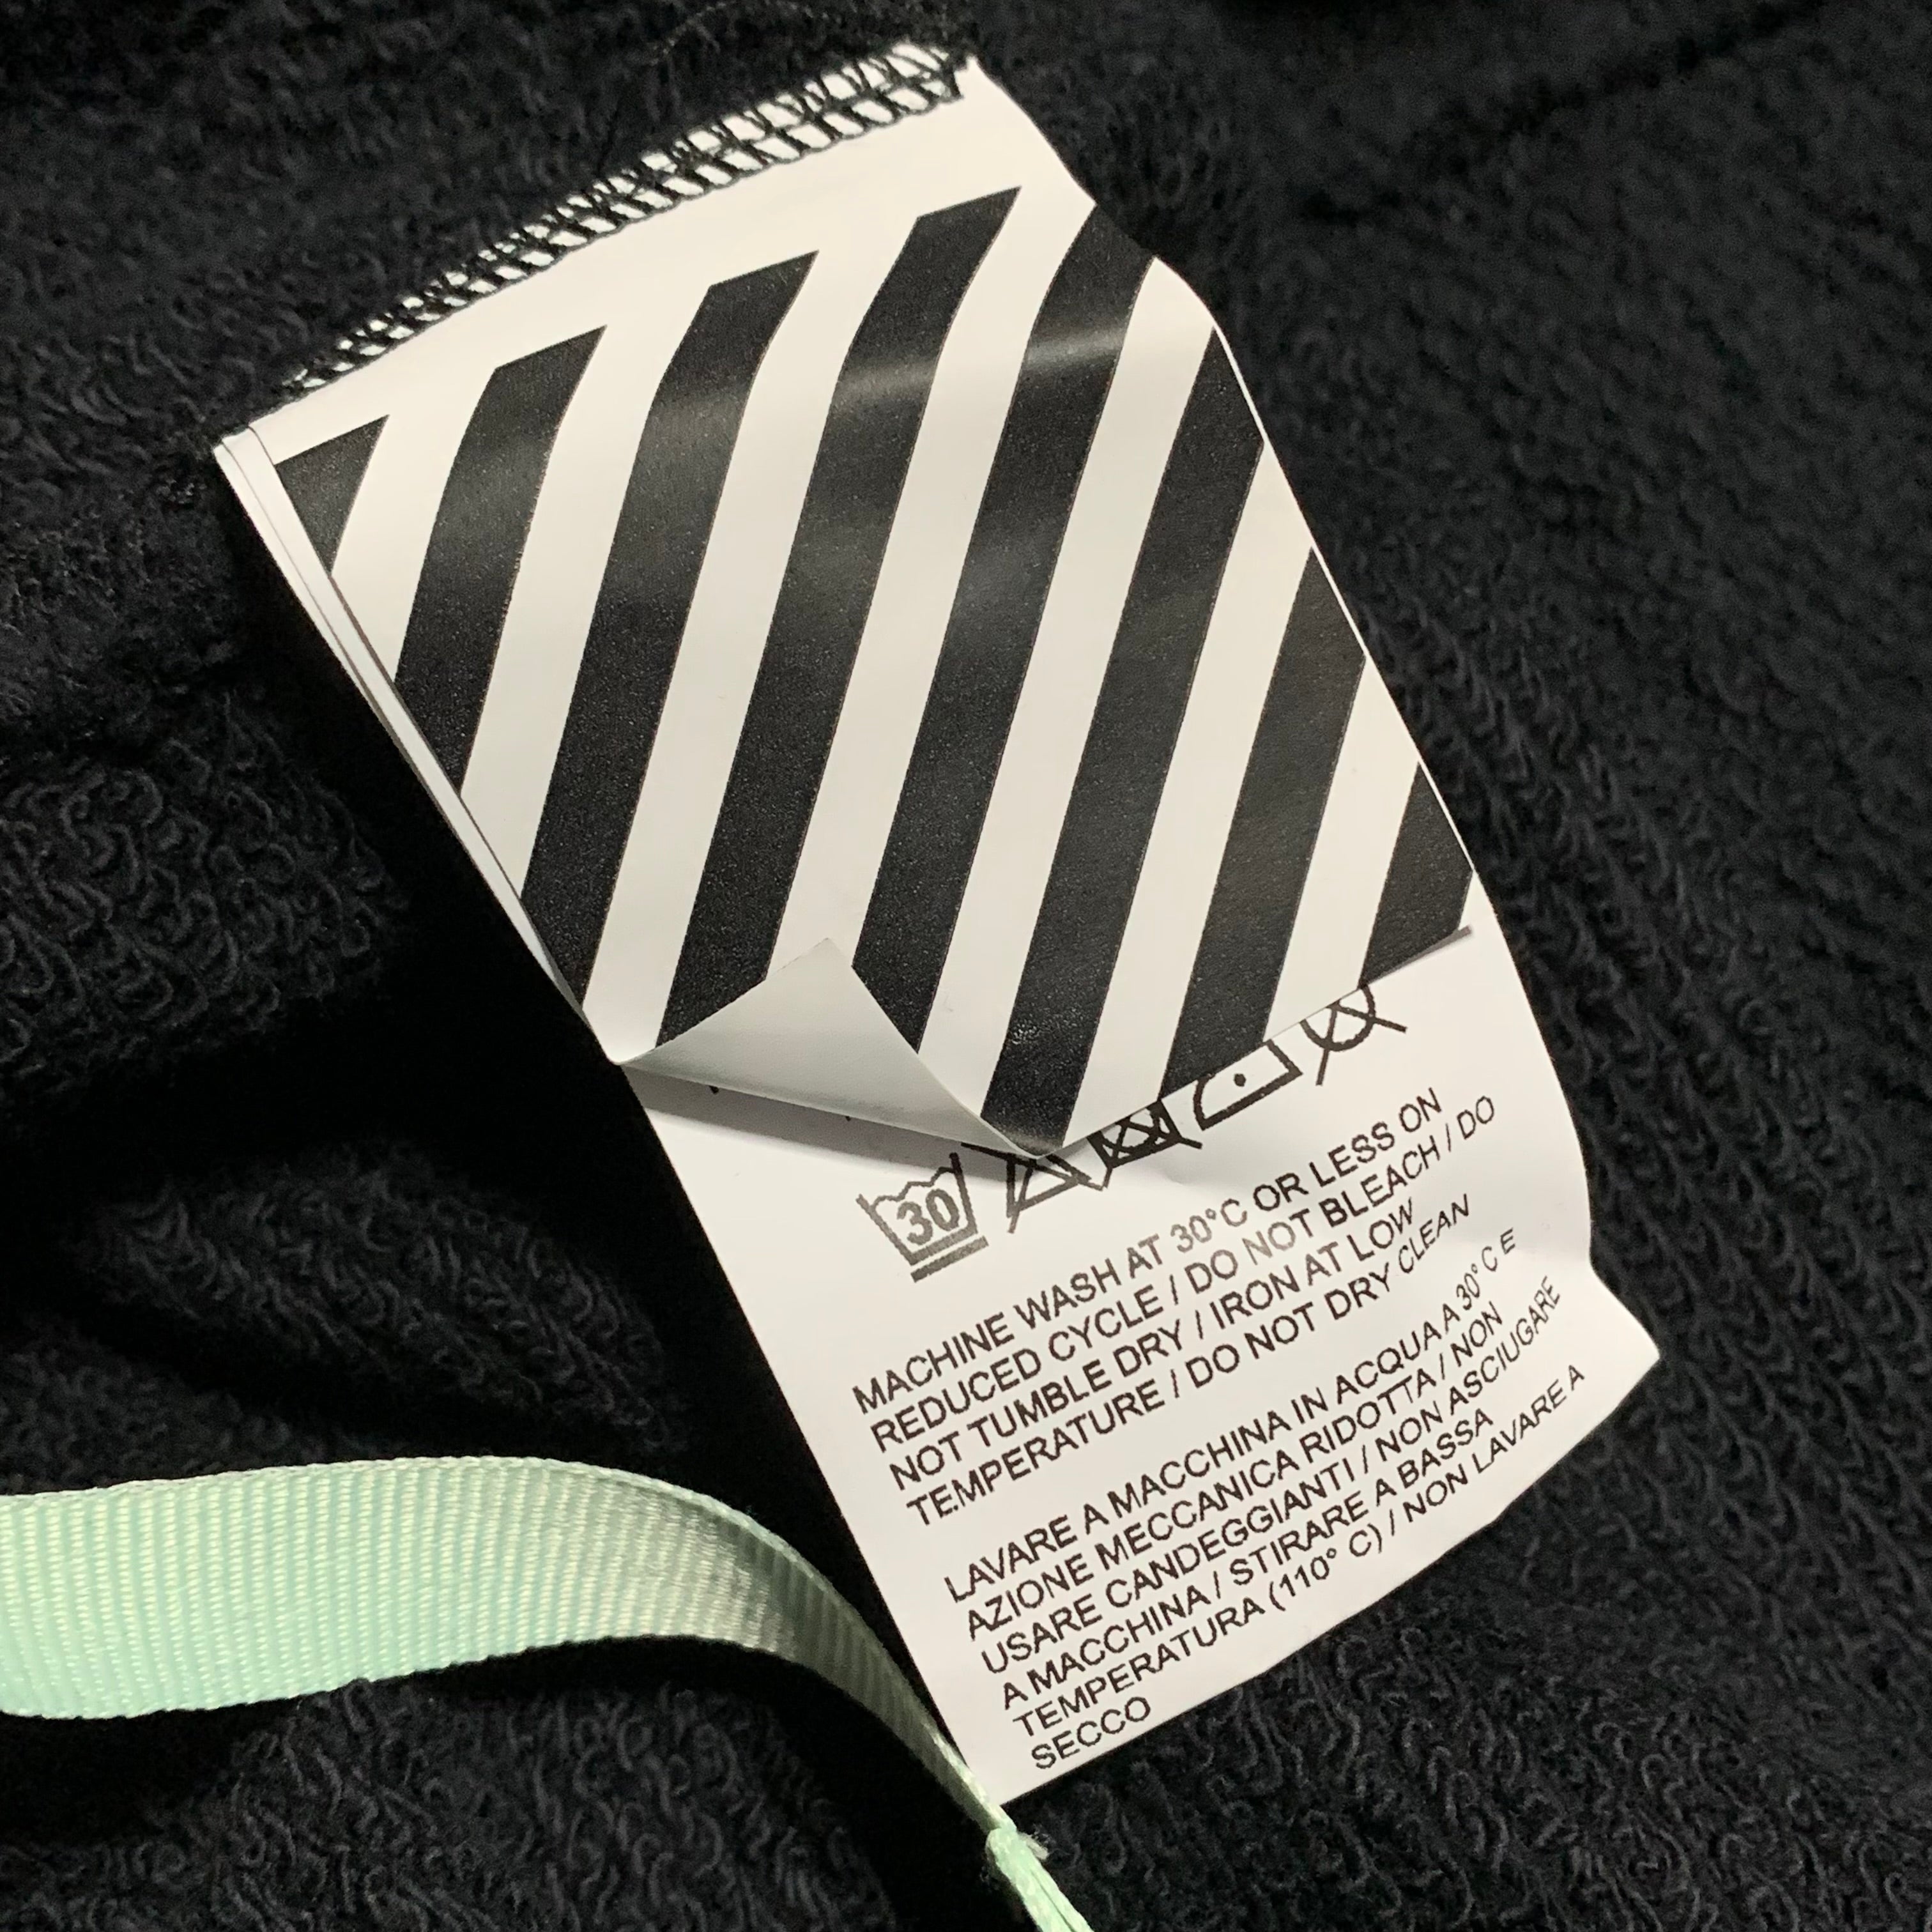 30
MACHINE WASH AT 30°C OR LESS ON
REDUCED CYCLE / DO NOT BLEACH / DO
NOT TUMBLE DRY / IRON AT LOW
TEMPERATURE / DO NOT DRY CLEAN
LAVARE A MACCHINA IN ACQUA A 30° C E
AZIONE MECCANICA RIDOTTA / NON
USARE CANDEGGIANTI / NON ASCIUGARE
A MACCHINA / STIRARE A BASSA
TEMPERATURA (110° C) / NON LAVARE A
SECCO